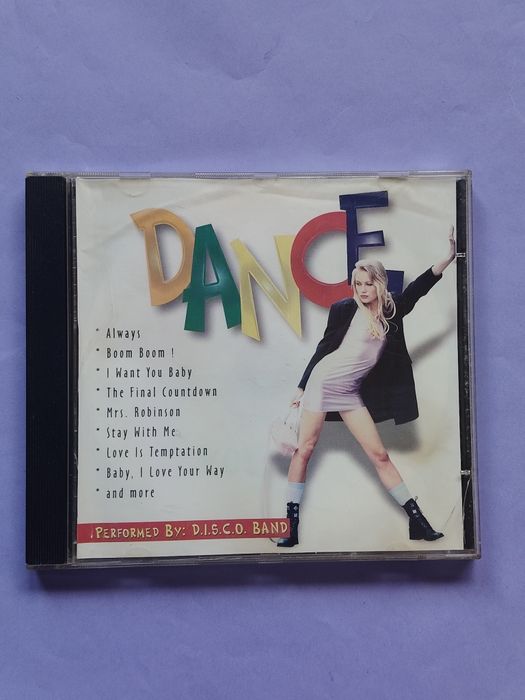 DANCE
* Always
* Boom Boom !
* I Want You Baby
* The Final Countdown
* Mrs. Robinson
* Stay With Me
* Love Is Temptation
* Baby, I Love Your Way
* and more
PERFORMED BY: D.I.S.C.O. BAND